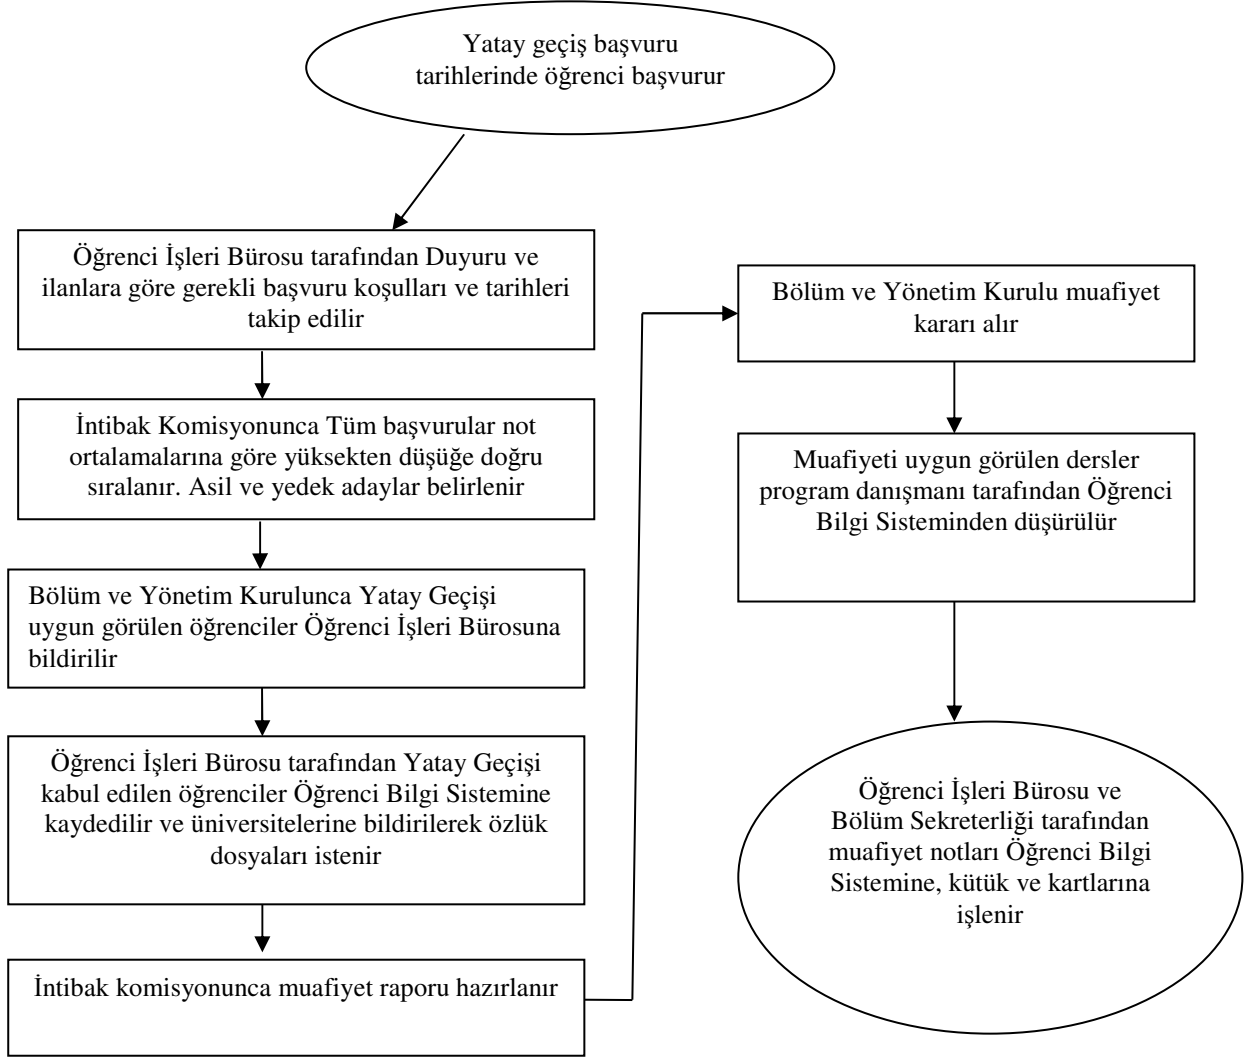 Yatay geçiş başvuru
tarihlerinde öğrenci başvurur
Öğrenci İşleri Bürosu tarafından Duyuru ve
ilanlara göre gerekli başvuru koşulları ve tarihleri
takip edilir
İntibak Komisyonunca Tüm başvurular not
ortalamalarına göre yüksekten düşüğe doğru
sıralanır. Asil ve yedek adaylar belirlenir
Bölüm ve Yönetim Kurulunca Yatay Geçişi
uygun görülen öğrenciler Öğrenci İşleri Bürosuna
bildirilir
Öğrenci İşleri Bürosu tarafından Yatay Geçişi
kabul edilen öğrenciler Öğrenci Bilgi Sistemine
kaydedilir ve üniversitelerine bildirilerek özlük
dosyaları istenir
İntibak komisyonunca muafiyet raporu hazırlanır
Bölüm ve Yönetim Kurulu muafiyet
kararı alır
Muafiyeti uygun görülen dersler
program danışmanı tarafından Öğrenci
Bilgi Sisteminden düşürülür
Öğrenci İşleri Bürosu ve
Bölüm Sekreterliği tarafından
muafiyet notları Öğrenci Bilgi
Sistemine, kütük ve kartlarına
işlenir